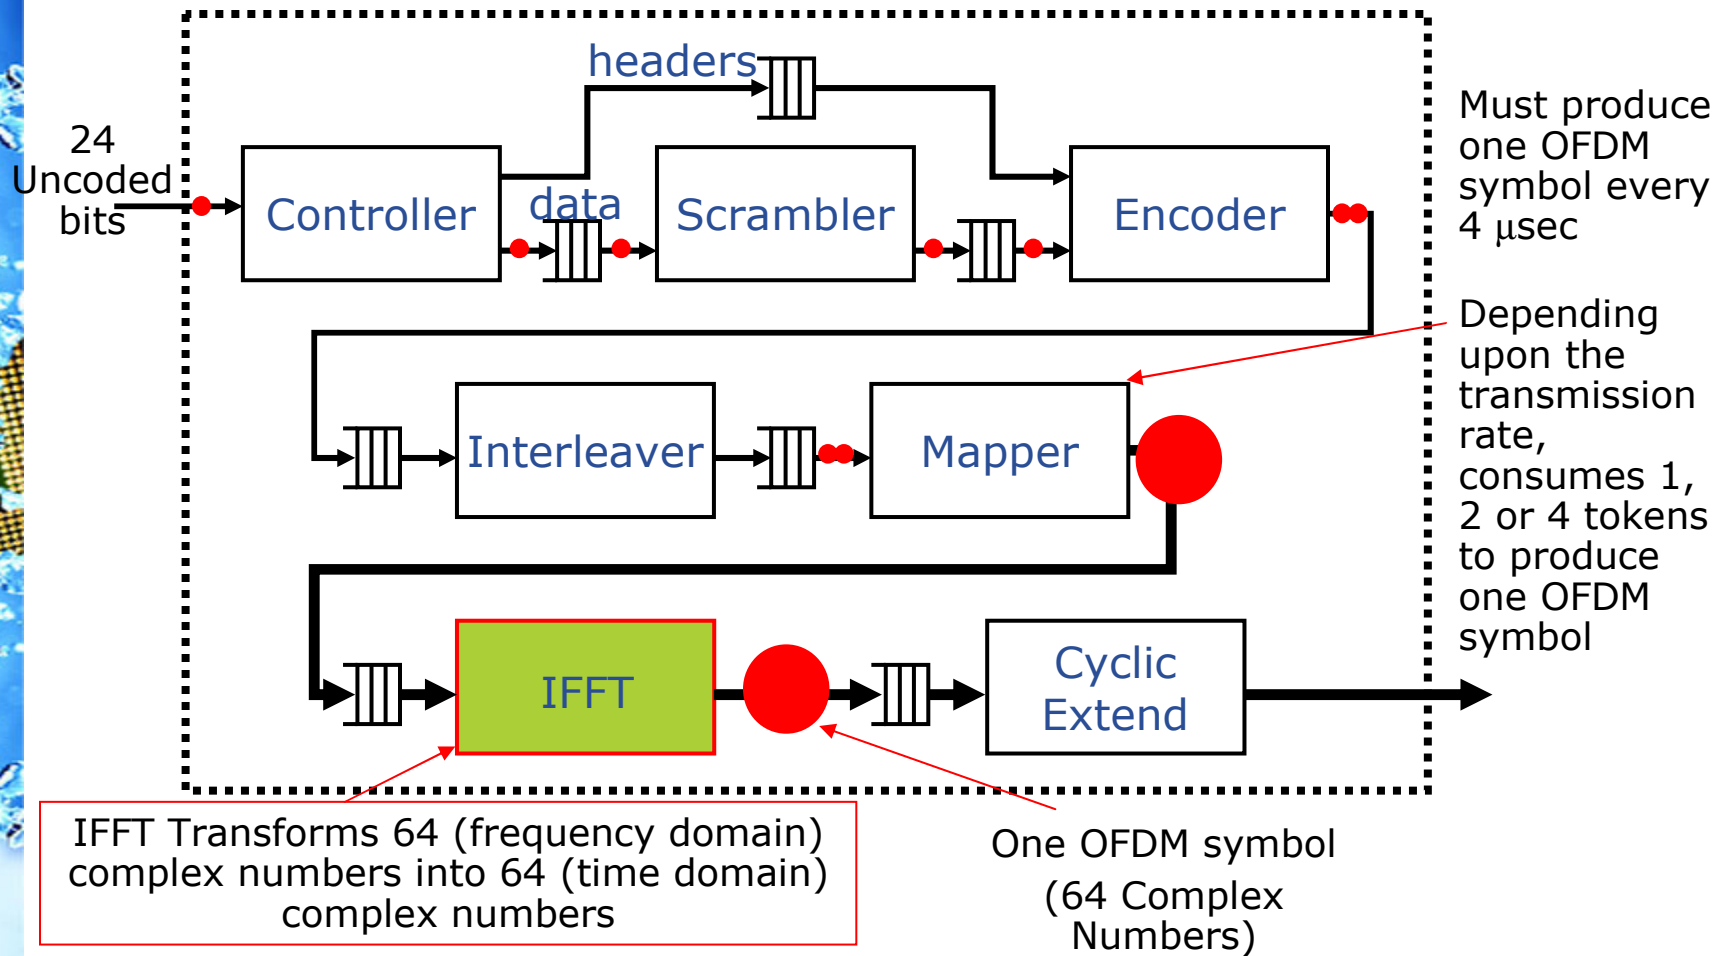 headers
24
Uncoded
bits
Controller
data
Scrambler
Encoder
Must produce
one OFDM
symbol every
4 μsec
Depending
upon the
transmission
rate,
consumes 1,
2 or 4 tokens
to produce
one OFDM
symbol
Interleaver
Mapper
IFFT
Cyclic
Extend
IFFT Transforms 64 (frequency domain)
complex numbers into 64 (time domain)
complex numbers
One OFDM symbol
(64 Complex
Numbers)